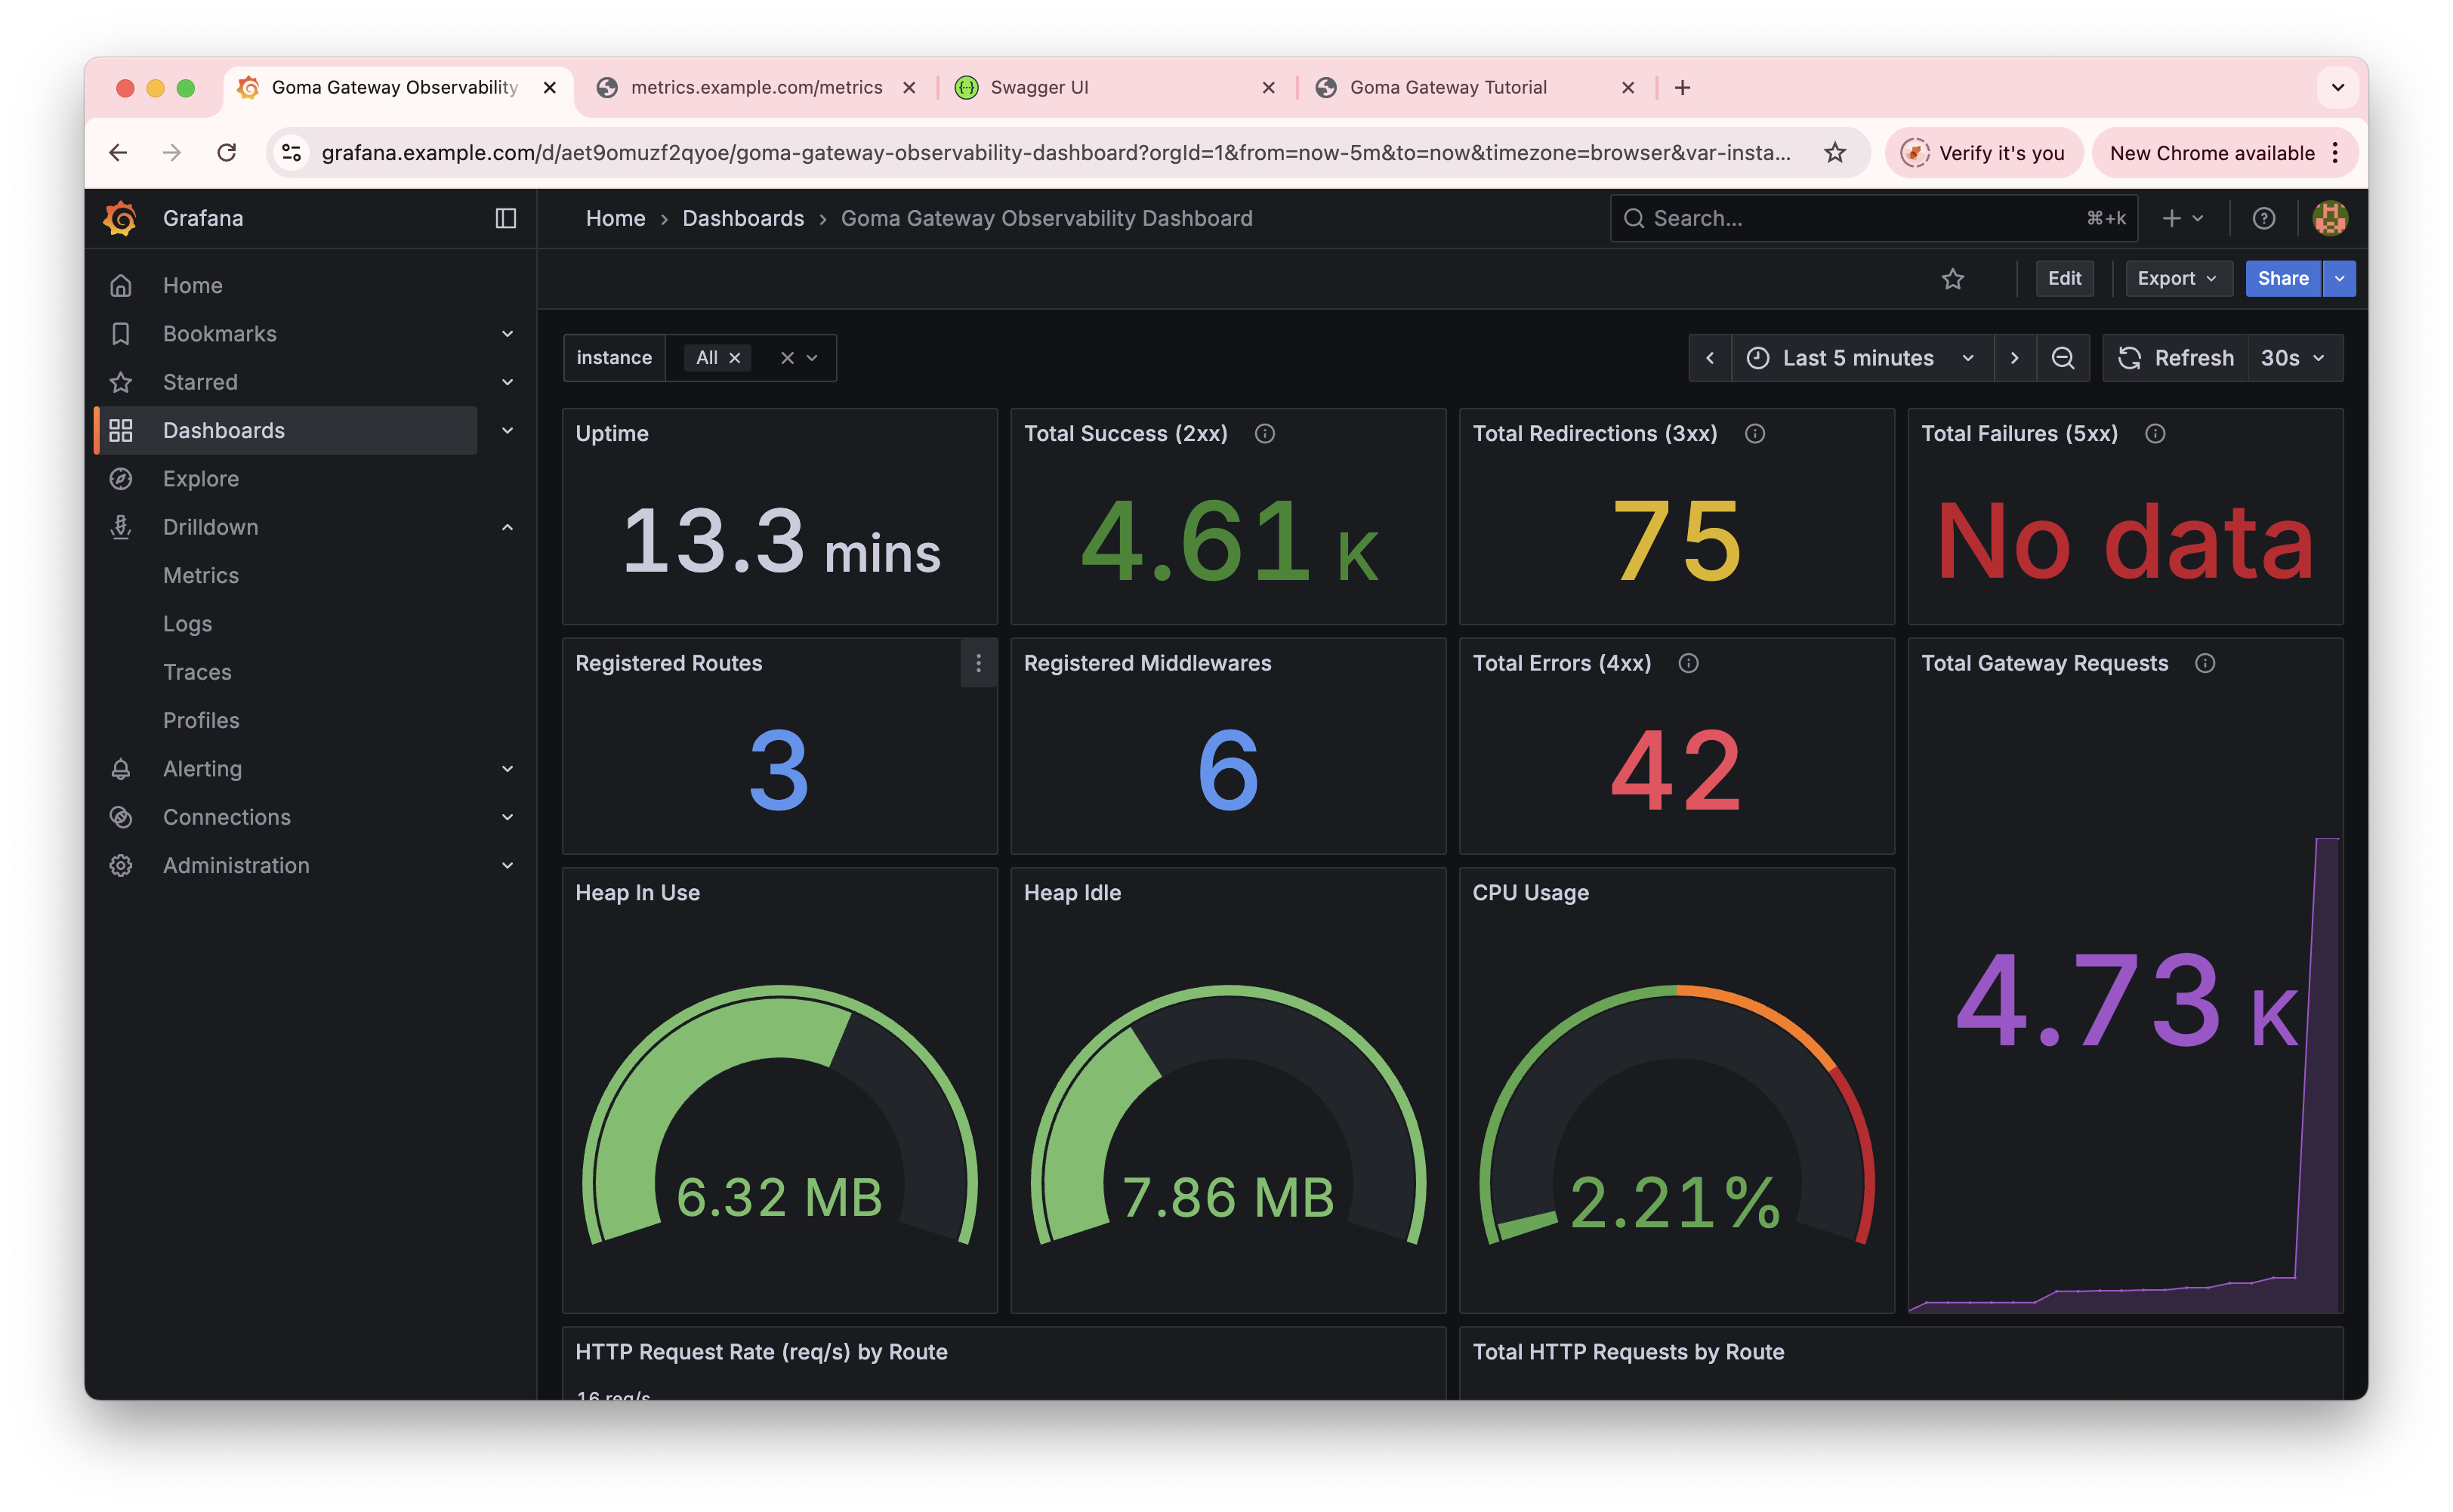 Goma Gateway Observability
metrics.example.com/metrics
Swagger UI
Goma Gateway Tutorial
grafana.example.com/d/aet9omuzf2qyoe/goma-gateway-observability-dashboard?orgId=1&from=now-5m&to=now&timezone=browser&var-insta...
Verify it's you
New Chrome available
Grafana
Home › Dashboards › Goma Gateway Observability Dashboard
Search...
⌘+k
Edit
Export
Share
Home
Bookmarks
Starred
Dashboards
Explore
Drilldown
Metrics
Logs
Traces
Profiles
Alerting
Connections
Administration
instance
All
Last 5 minutes
Refresh
30s
Uptime
13.3 mins
Total Success (2xx)
4.61 K
Total Redirections (3xx)
75
Total Failures (5xx)
No data
Registered Routes
3
Registered Middlewares
6
Total Errors (4xx)
42
Total Gateway Requests
4.73 K
Heap In Use
6.32 MB
Heap Idle
7.86 MB
CPU Usage
2.21%
HTTP Request Rate (req/s) by Route
16 req/s
Total HTTP Requests by Route